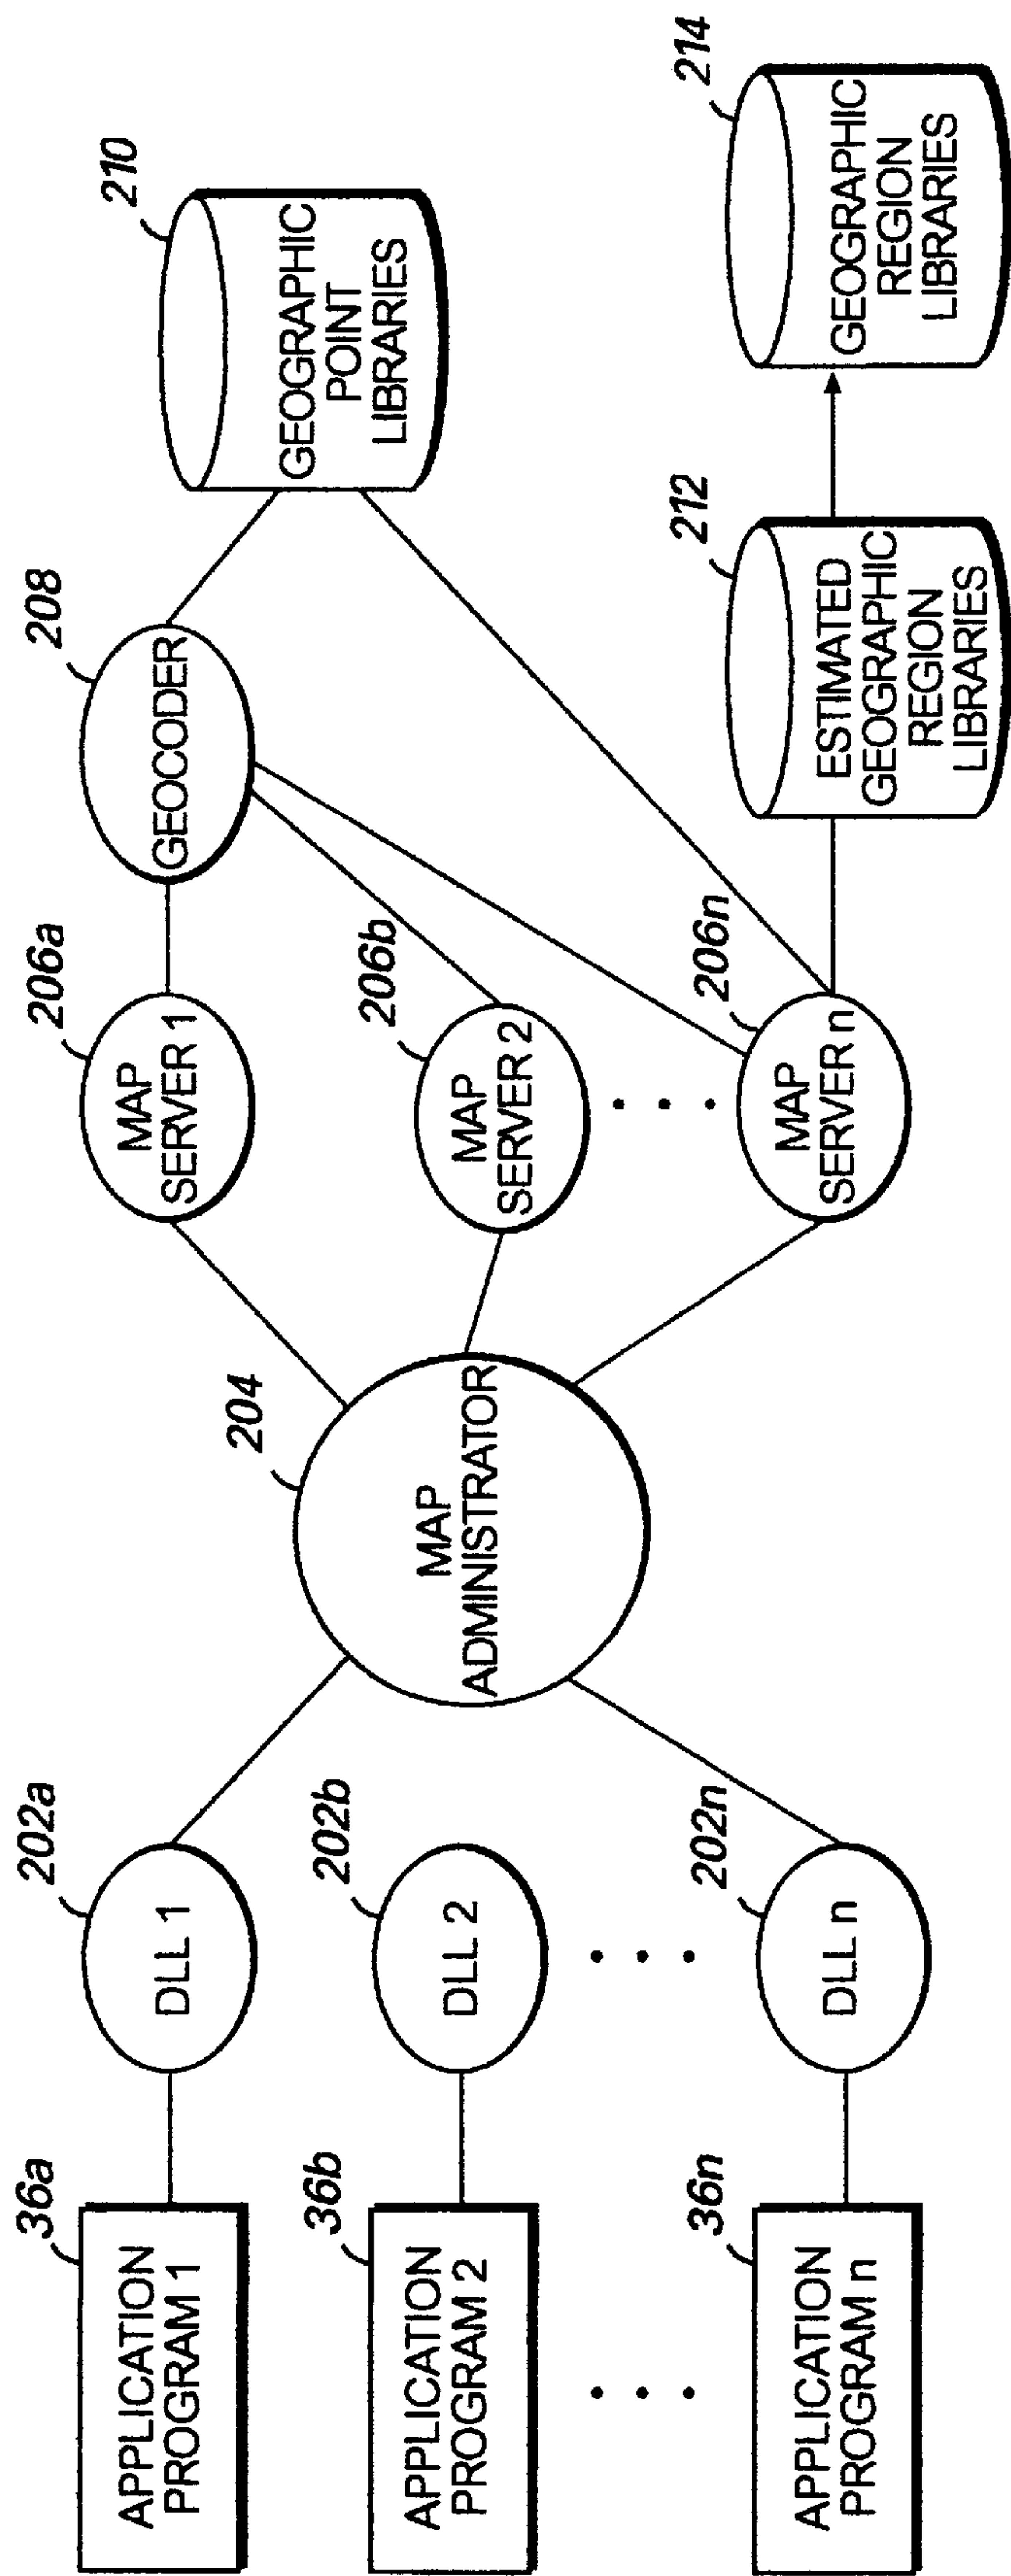 36a
APPLICATION
PROGRAM 1
202a
DLL 1
36b
APPLICATION
PROGRAM 2
202b
DLL 2
36n
APPLICATION
PROGRAM n
202n
DLL n
204
MAP
ADMINISTRATOR
206a
MAP
SERVER 1
206b
MAP
SERVER 2
206n
MAP
SERVER n
208
GEOCODER
210
GEOGRAPHIC
POINT
LIBRARIES
212
ESTIMATED
GEOGRAPHIC
REGION
LIBRARIES
214
GEOGRAPHIC
REGION
LIBRARIES